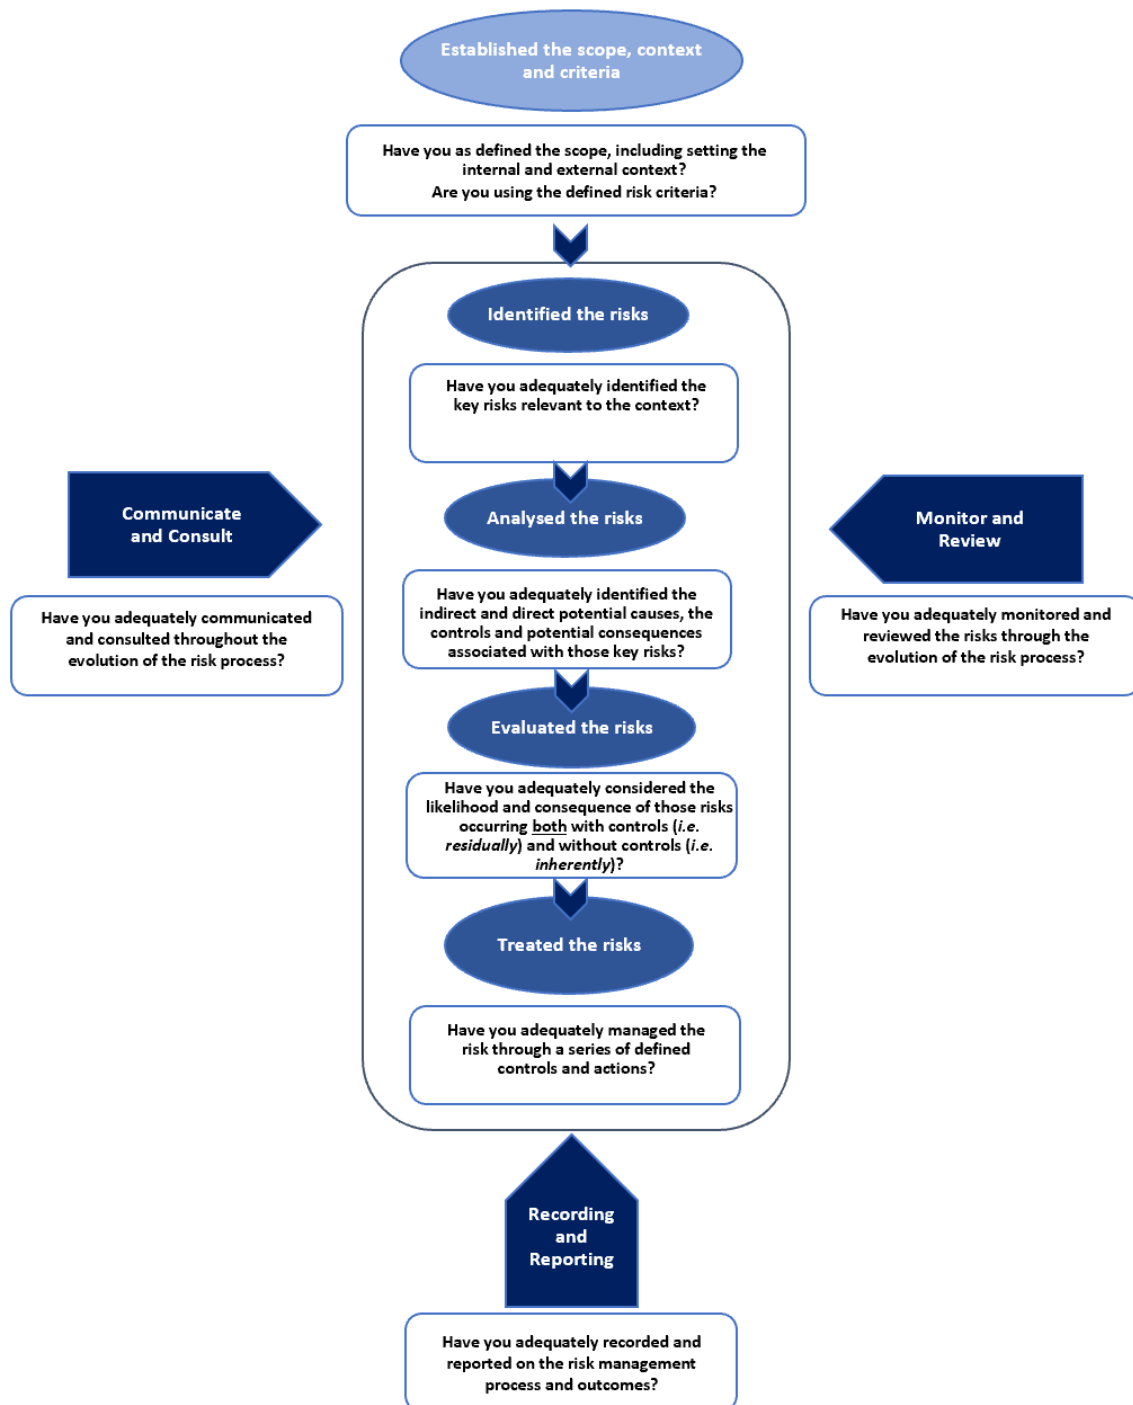 Established the scope, context
and criteria
Have you as defined the scope, including setting the
internal and external context?
Are you using the defined risk criteria?
Identified the risks
Have you adequately identified the
key risks relevant to the context?
Communicate
and Consult
Have you adequately communicated
and consulted throughout the
evolution of the risk process?
Analysed the risks
Have you adequately identified the
indirect and direct potential causes, the
controls and potential consequences
associated with those key risks?
Monitor and
Review
Have you adequately monitored and
reviewed the risks through the
evolution of the risk process?
Evaluated the risks
Have you adequately considered the
likelihood and consequence of those risks
occurring both with controls (i.e.
residually) and without controls (i.e.
inherently)?
Treated the risks
Have you adequately managed the
risk through a series of defined
controls and actions?
Recording
and
Reporting
Have you adequately recorded and
reported on the risk management
process and outcomes?